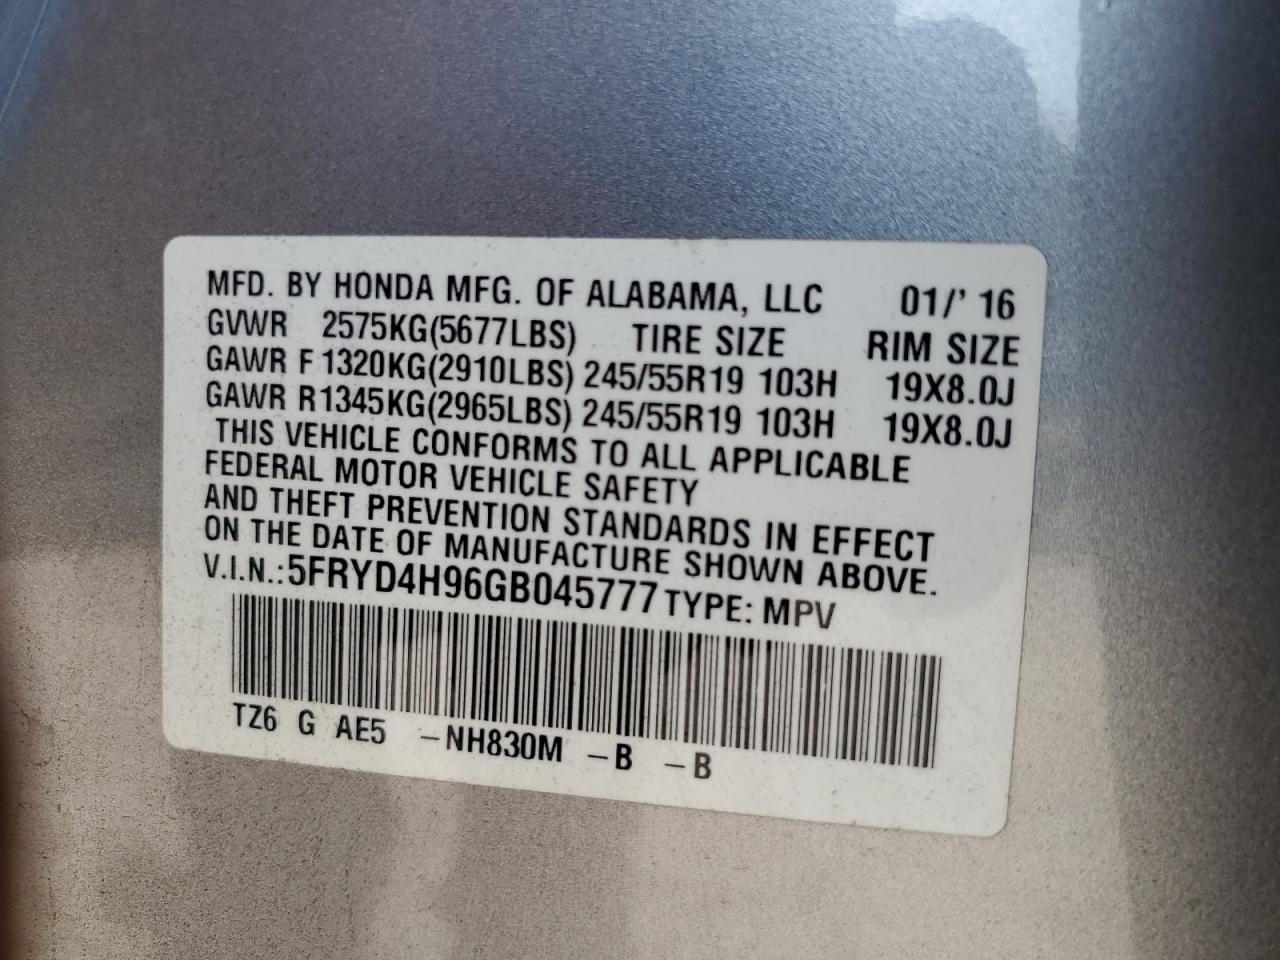 MFD. BY HONDA MFG. OF ALABAMA, LLC 01/' 16
GVWR 2575KG(5677LBS) TIRE SIZE RIM SIZE
GAWR F 1320KG(2910LBS) 245/55R19 103H 19X8.0J
GAWR R1345KG(2965LBS) 245/55R19 103H 19X8.0J
THIS VEHICLE CONFORMS TO ALL APPLICABLE
FEDERAL MOTOR VEHICLE SAFETY
AND THEFT PREVENTION STANDARDS IN EFFECT
ON THE DATE OF MANUFACTURE SHOWN ABOVE.
V.I.N.:5FRYD4H96GB045777 TYPE: MPV
TZ6 G AE5 -NH830M -B -B